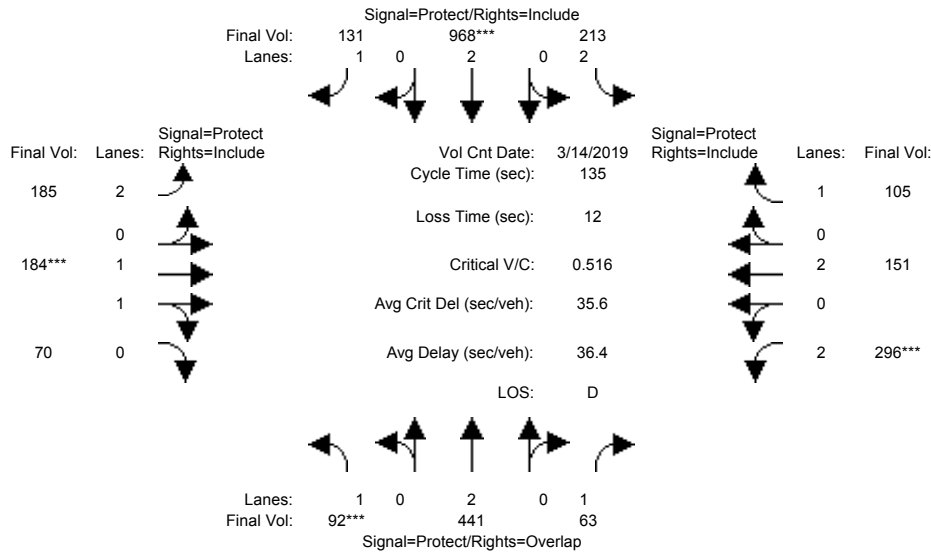 Signal=Protect/Rights=Include
Final Vol: 131 968*** 213
Lanes: 1 0 2 0 2
Signal=Protect Signal=Protect
Final Vol: Lanes: Rights=Include Vol Cnt Date: 3/14/2019 Rights=Include Lanes: Final Vol:
Cycle Time (sec): 135
185 2 1 105
Loss Time (sec): 12
0 0
184*** 1 Critical V/C: 0.516 2 151
1 Avg Crit Del (sec/veh): 35.6 0
70 0 Avg Delay (sec/veh): 36.4 2 296***
LOS: D
Lanes: 1 0 2 0 1
Final Vol: 92*** 441 63
Signal=Protect/Rights=Overlap